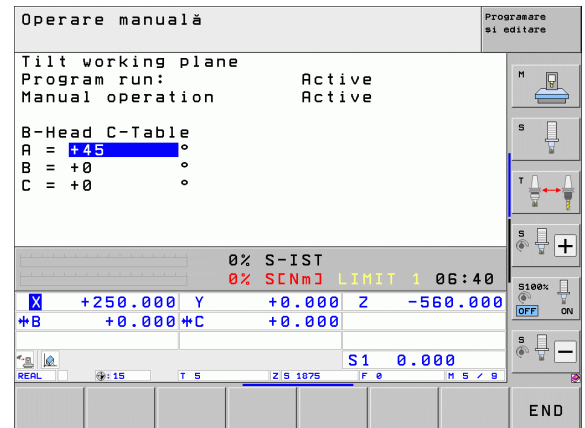 Operare manuală
Programare
si editare
Tilt working plane
Program run: Active
Manual operation Active
B-Head C-Table
A = +45 °
B = +0 °
C = +0 °
0% S-IST
0% S[Nm] LIMIT 1 06:40
X +250.000 Y +0.000 Z -560.000
B +0.000 C +0.000
S1 0.000
REAL : 15 T 5 Z S 1875 F 0 M 5 / 9
M
S
T
S
S100%
OFF ON
S
END